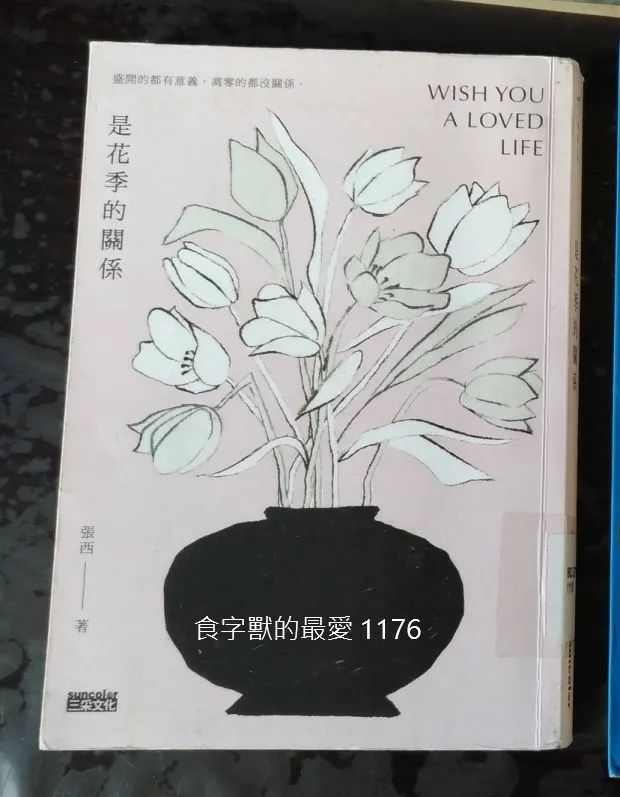 盛開的都有意義，凋零的都沒關係。
WISH YOU
A LOVED
LIFE
是花季的關係
張西——著
食字獸的最愛 1176
suncolor
三采文化